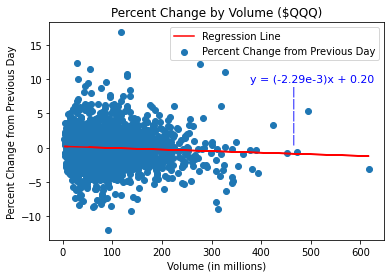 Percent Change by Volume ($QQQ)
Regression Line
Percent Change from Previous Day
y = (-2.29e-3)x + 0.20
Percent Change from Previous Day
15
10
5
0
−5
−10
0
100
200
300
400
500
600
Volume (in millions)